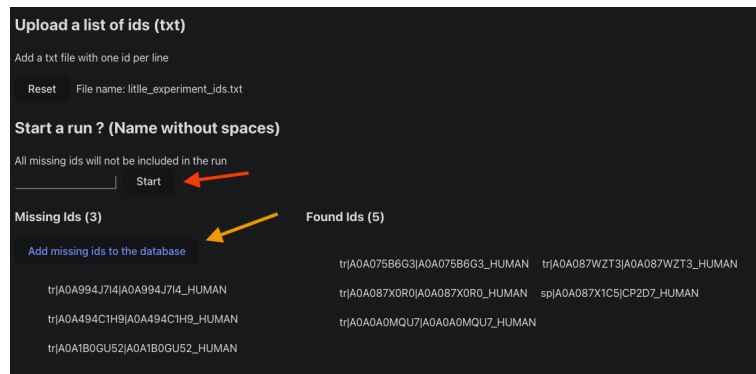 Upload a list of ids (txt)
Add a txt file with one id per line
Reset File name: litlle_experiment_ids.txt
Start a run ? (Name without spaces)
All missing ids will not be included in the run
Start
Missing Ids (3)
Found Ids (5)
Add missing ids to the database
tr|A0A994J7I4|A0A994J7I4_HUMAN
tr|A0A494C1H9|A0A494C1H9_HUMAN
tr|A0A1B0GU52|A0A1B0GU52_HUMAN
tr|A0A075B6G3|A0A075B6G3_HUMAN tr|A0A087WZT3|A0A087WZT3_HUMAN
tr|A0A087X0R0|A0A087X0R0_HUMAN sp|A0A087X1C5|CP2D7_HUMAN
tr|A0A0A0MQU7|A0A0A0MQU7_HUMAN